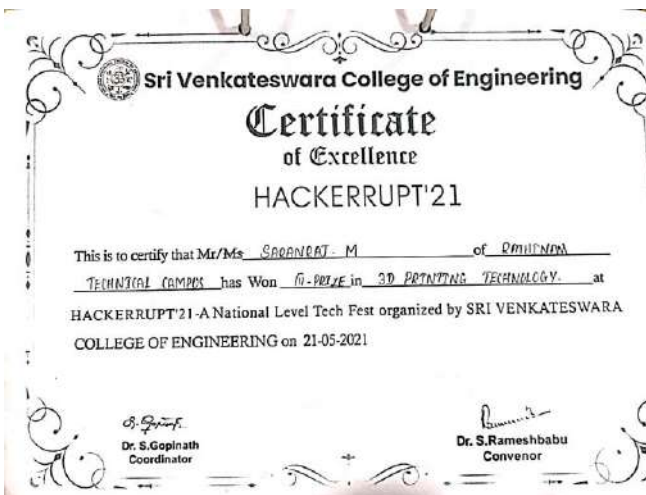 Sri Venkateswara College of Engineering
Certificate
of Excellence
HACKERRUPT'21
This is to certify that Mr/Ms SARANRAJ. M of RATHINAM
TECHNICAL CAMPUS has Won PRIZE in 3D PRINTING TECHNOLOGY. at
HACKERRUPT'21-A National Level Tech Fest organized by SRI VENKATESWARA
COLLEGE OF ENGINEERING on 21-05-2021
Dr. S.Gopinath
Coordinator
Dr. S.Rameshbabu
Convenor